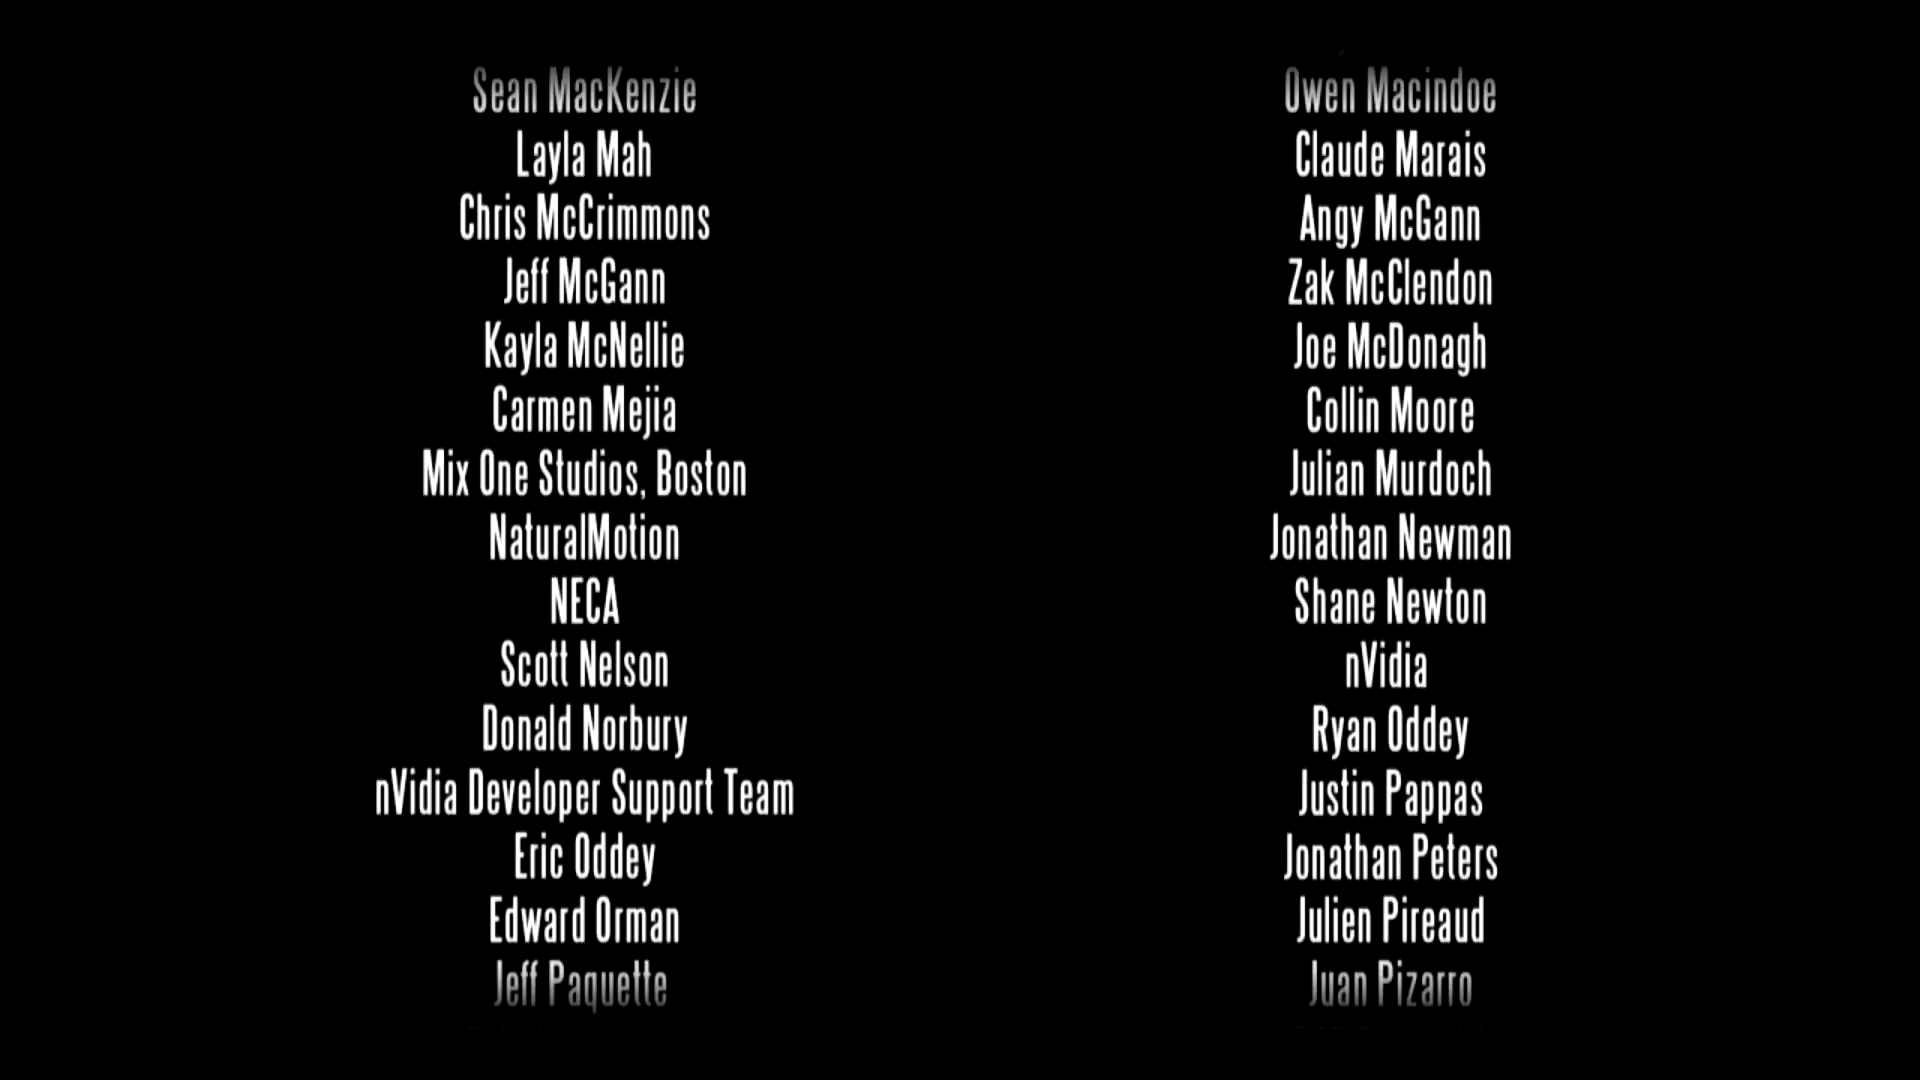 Sean MacKenzie
Owen Macindoe
Layla Mah
Claude Marais
Chris McCrimmons
Angy McGann
Jeff McGann
Zak McClendon
Kayla McNellie
Joe McDonagh
Carmen Mejia
Collin Moore
Mix One Studios, Boston
Julian Murdoch
NaturalMotion
Jonathan Newman
NECA
Shane Newton
Scott Nelson
nVidia
Donald Norbury
Ryan Oddey
nVidia Developer Support Team
Justin Pappas
Eric Oddey
Jonathan Peters
Edward Orman
Julien Pireaud
Jeff Paquette
Juan Pizarro